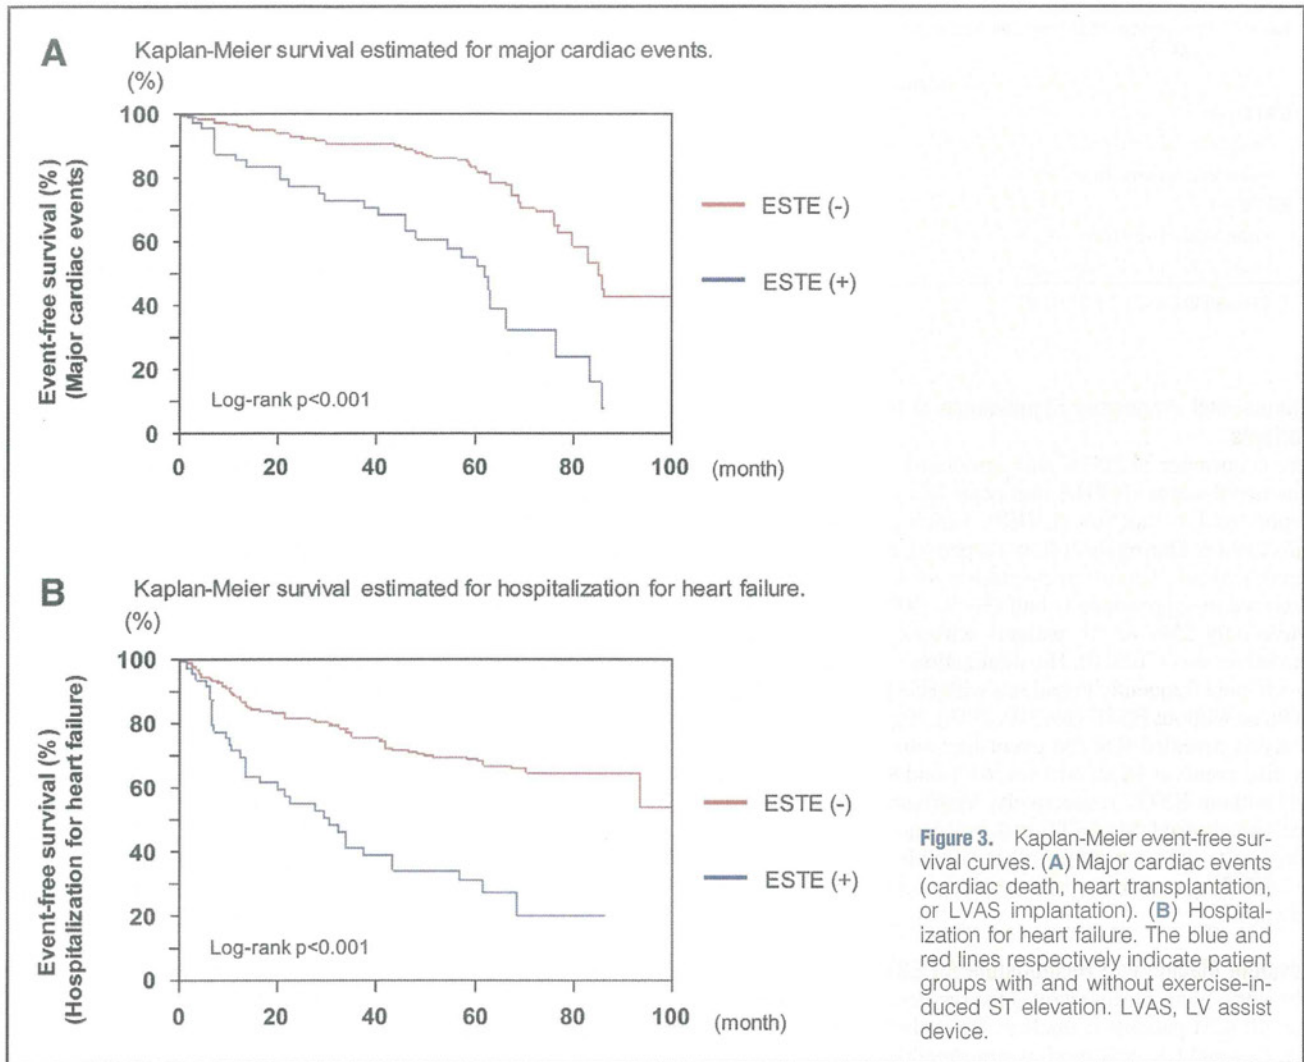 A
Kaplan-Meier survival estimated for major cardiac events.
(%)
Event-free survival (%)
(Major cardiac events)
100
80
60
40
20
0
Log-rank p<0.001
0 20 40 60 80 100 (month)
ESTE (-)
ESTE (+)
B
Kaplan-Meier survival estimated for hospitalization for heart failure.
(%)
Event-free survival (%)
(Hospitalization for heart failure)
100
80
60
40
20
0
Log-rank p<0.001
0 20 40 60 80 100 (month)
ESTE (-)
ESTE (+)
Figure 3. Kaplan-Meier event-free sur-
vival curves. (A) Major cardiac events
(cardiac death, heart transplantation,
or LVAS implantation). (B) Hospital-
ization for heart failure. The blue and
red lines respectively indicate patient
groups with and without exercise-in-
duced ST elevation. LVAS, LV assist
device.